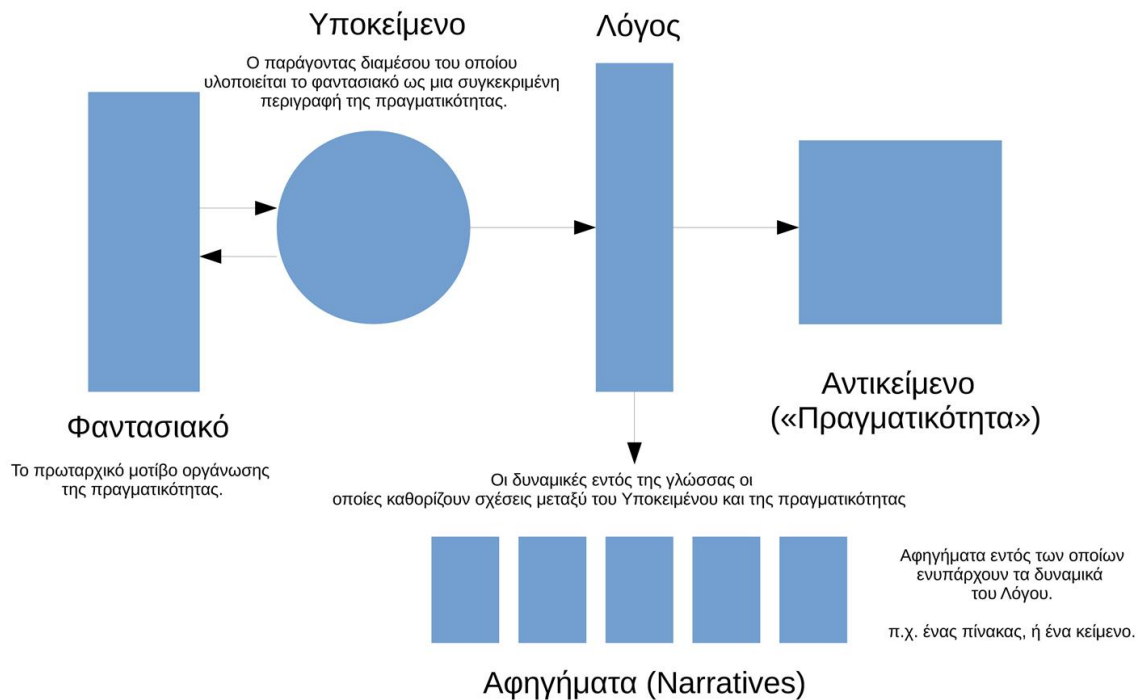 Υποκείμενο
Ο παράγοντας διαμέσου του οποίου
υλοποιείται το φαντασιακό ως μια συγκεκριμένη
περιγραφή της πραγματικότητας.
Λόγος
Φαντασιακό
Το πρωταρχικό μοτίβο οργάνωσης
της πραγματικότητας.
Αντικείμενο
(«Πραγματικότητα»)
Οι δυναμικές εντός της γλώσσας οι
οποίες καθορίζουν σχέσεις μεταξύ του Υποκειμένου και της πραγματικότητας
Αφηγήματα εντός των οποίων
ενυπάρχουν τα δυναμικά
του Λόγου.
π.χ. ένας πίνακας, ή ένα κείμενο.
Αφηγήματα (Narratives)